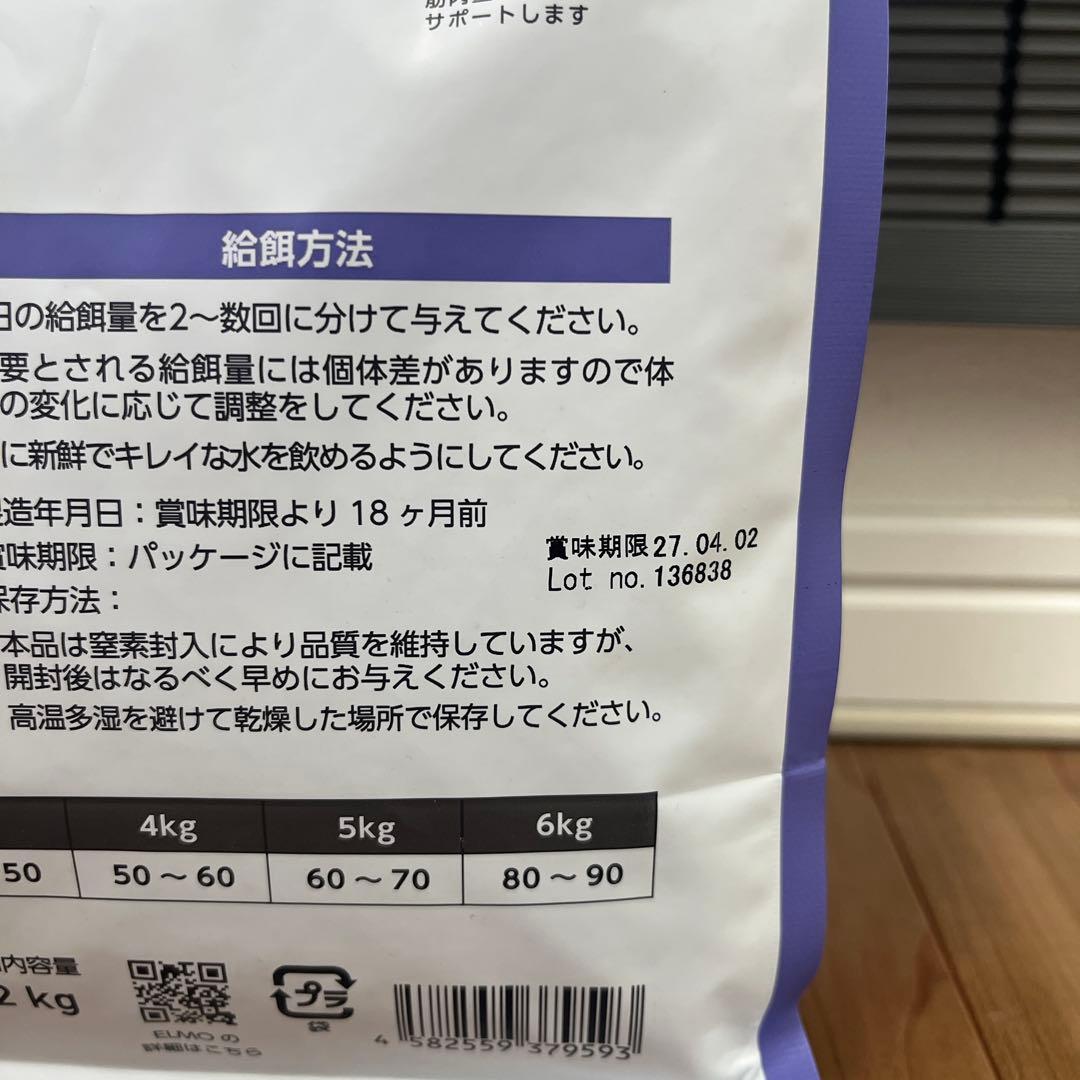 サポートします
給餌方法
日の給餌量を2～数回に分けて与えてください。
要とされる給餌量には個体差がありますので体
の変化に応じて調整をしてください。
に新鮮でキレイな水を飲めるようにしてください。
造年月日：賞味期限より 18 ヶ月前
味期限：パッケージに記載
賞味期限27.04.02
Lot no.136838
保存方法：
本品は窒素封入により品質を維持していますが、
開封後はなるべく早めにお与えください。
高温多湿を避けて乾燥した場所で保存してください。
4kg 5kg 6kg
50 50～60 60～70 80～90
内容量
2 kg
プラ
袋
ELMOの
詳細はこちら
4 582559 379593